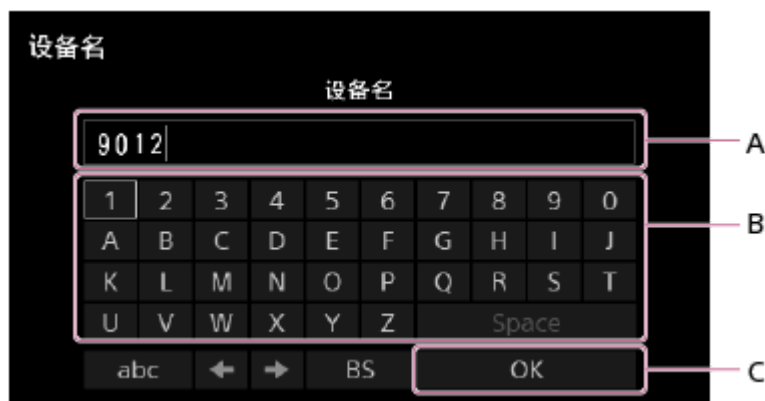 设备名
设备名
9012
A
1 2 3 4 5 6 7 8 9 0
A B C D E F G H I J
B
K L M N O P Q R S T
U V W X Y Z Space
abc ← → BS OK
C